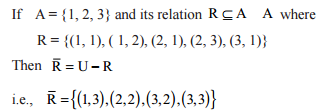 If A = {1, 2, 3} and its relation R ⊆ A A where
R = {(1, 1), ( 1, 2), (2, 1), (2, 3), (3, 1)}
Then R̄ = U – R
i.e., R̄ = {(1,3),(2,2),(3,2),(3,3)}